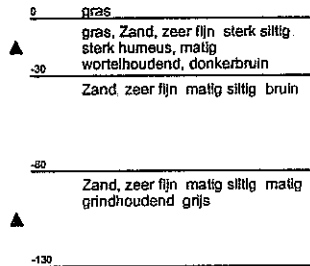 0 gras
gras, Zand, zeer fijn sterk siltig
sterk humeus, matig
wortelhoudend, donkerbruin
-30
Zand, zeer fijn matig siltig bruin
-80
Zand, zeer fijn matig siltig matig
grindhoudend grijs
-130